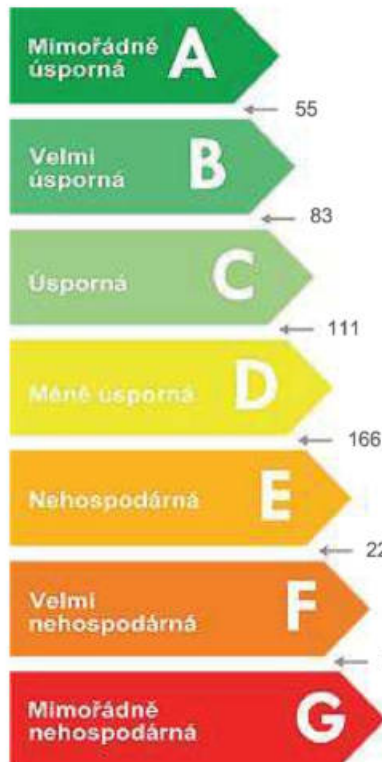 Mimořádně
úsporná A
55
Velmi
úsporná B
83
Úsporná C
111
Méně úsporná D
166
Nehospodárná E
Velmi
nehospodárná F
Mimořádně
nehospodárná G